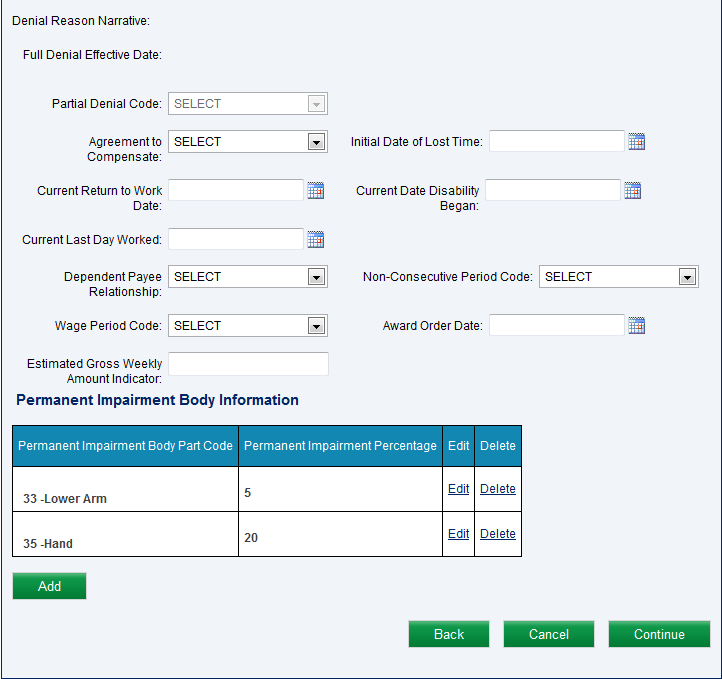 Denial Reason Narrative:
Full Denial Effective Date:
Partial Denial Code: SELECT
Agreement to SELECT Initial Date of Lost Time:
Compensate:
Current Return to Work Current Date Disability
Date: Began:
Current Last Day Worked:
Dependent Payee SELECT Non-Consecutive Period Code: SELECT
Relationship:
Wage Period Code: SELECT Award Order Date:
Estimated Gross Weekly
Amount Indicator:
Permanent Impairment Body Information
Permanent Impairment Body Part Code Permanent Impairment Percentage Edit Delete
33 -Lower Arm 5 Edit Delete
35 -Hand 20 Edit Delete
Add
Back Cancel Continue